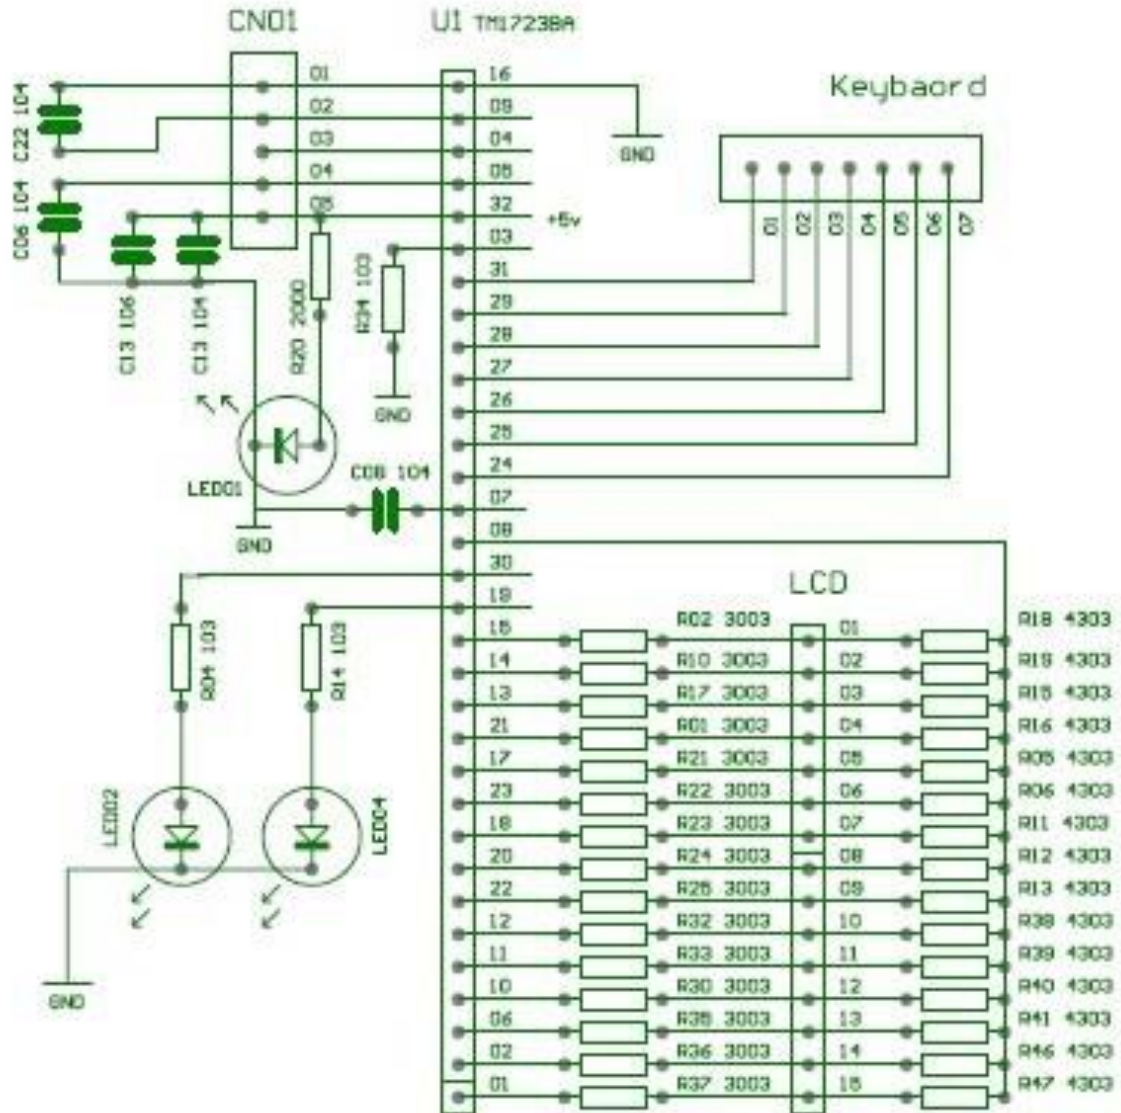 CN01
U1 TM1723BA
Keybaord
01
02
03
04
05
16
09
04
05
32
03
31
29
28
27
26
25
24
07
08
30
19
15
14
13
21
17
23
18
20
22
12
11
10
06
02
01
C22 104
C06 104
C13 106
C13 104
R20 2000
R34 103
+5v
GND
GND
01
02
03
04
05
06
07
LED01
C08 104
GND
R04 103
R14 103
LED02
LED04
GND
LCD
R02 3003 01 R18 4303
R10 3003 02 R19 4303
R17 3003 03 R15 4303
R01 3003 04 R16 4303
R21 3003 05 R05 4303
R22 3003 06 R06 4303
R23 3003 07 R11 4303
R24 3003 08 R12 4303
R25 3003 09 R13 4303
R32 3003 10 R38 4303
R33 3003 11 R39 4303
R30 3003 12 R40 4303
R35 3003 13 R41 4303
R36 3003 14 R46 4303
R37 3003 15 R47 4303